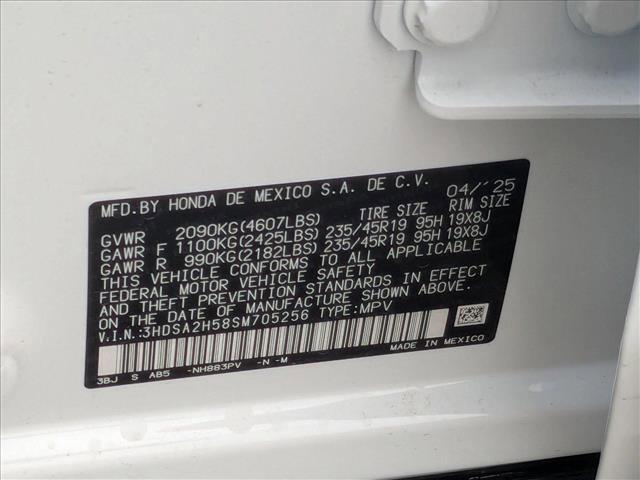 MFD.BY HONDA DE MEXICO S.A. DE C.V. 04/'25
TIRE SIZE RIM SIZE
GVWR 2090KG(4607LBS)
GAWR F 1100KG(2425LBS) 235/45R19 95H 19X8J
GAWR R 990KG(2182LBS) 235/45R19 95H 19X8J
THIS VEHICLE CONFORMS TO ALL APPLICABLE
FEDERAL MOTOR VEHICLE SAFETY
AND THEFT PREVENTION STANDARDS IN EFFECT
ON THE DATE OF MANUFACTURE SHOWN ABOVE.
V.I.N.:3HDSA2H58SM705256 TYPE:MPV
MADE IN MEXICO
3BJ S AB5 -NH883PV -N -M